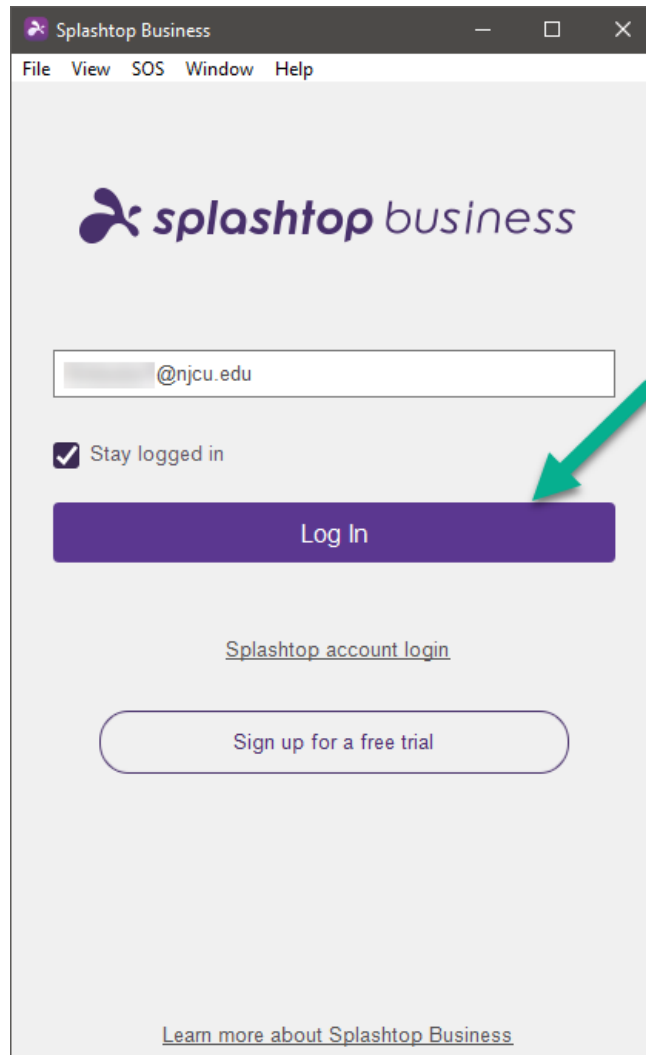 Splashtop Business
File View SOS Window Help
splashtop business
@njcu.edu
Stay logged in
Log In
Splashtop account login
Sign up for a free trial
Learn more about Splashtop Business